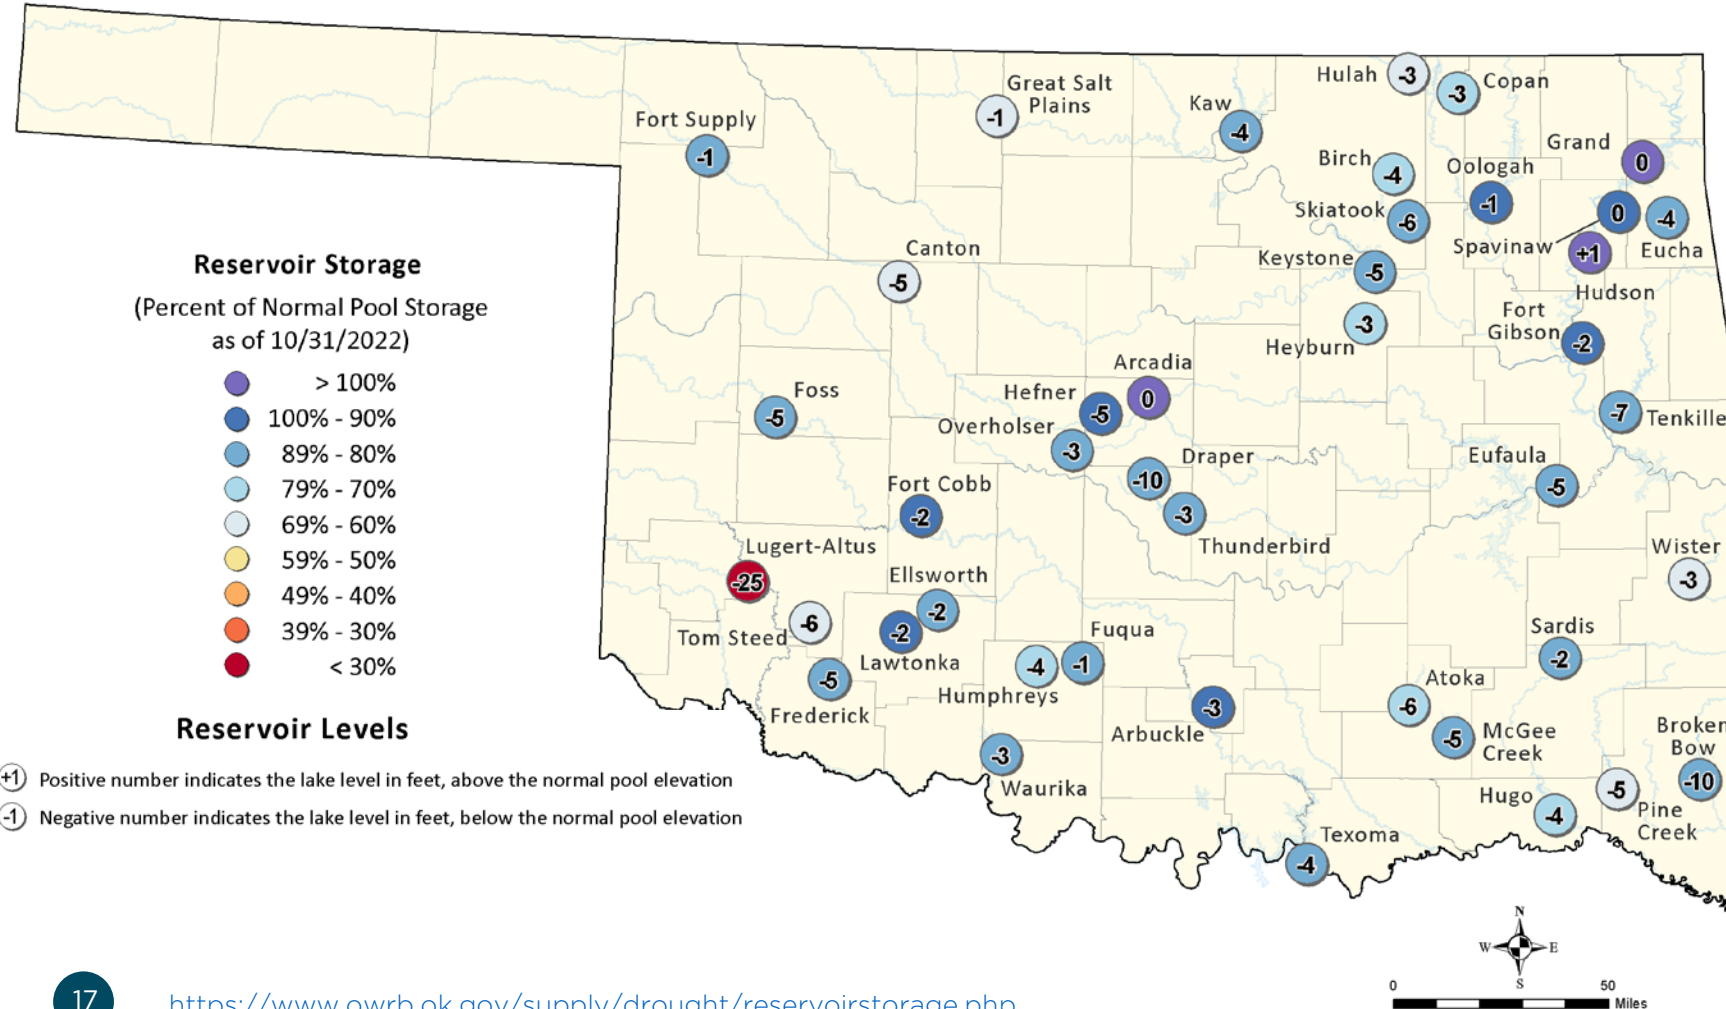 Reservoir Storage
(Percent of Normal Pool Storage
as of 10/31/2022)
> 100%
100% - 90%
89% - 80%
79% - 70%
69% - 60%
59% - 50%
49% - 40%
39% - 30%
< 30%
Reservoir Levels
+1 Positive number indicates the lake level in feet, above the normal pool elevation
-1 Negative number indicates the lake level in feet, below the normal pool elevation
Hulah -3
-3 Copan
Great Salt
Plains
-1
Kaw
-4
Fort Supply
-1
Grand
0
Birch
-4
Oologah
-1
Skiatook
-6
Spavinaw
0
-4
Eucha
+1
Hudson
Canton
-5
Keystone
-5
-3
Heyburn
Fort
Gibson
-2
Arcadia
0
Hefner
-5
Overholser
-3
Foss
-5
-7 Tenkille
Draper
-10
Eufaula
-5
Fort Cobb
-2
-3
Thunderbird
Lugert-Altus
-25
Wister
-3
Ellsworth
-2
-6
Tom Steed
-2
Lawtonka
Fuqua
-1
-4
Humphreys
Sardis
-2
-5
Frederick
Atoka
-6
-3
Arbuckle
-5
McGee
Creek
Broken
Bow
-10
-3
Waurika
Hugo
-4
-5
Pine
Creek
Texoma
-4
N
W E
S
0 50
Miles
17
https://www.owrb.ok.gov/supply/drought/reservoirstorage.php